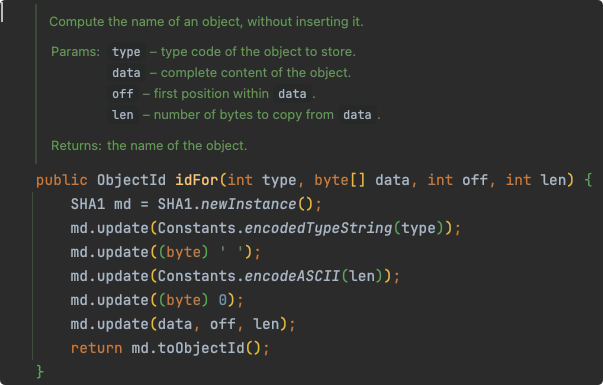 Compute the name of an object, without inserting it.
Params: type – type code of the object to store.
data – complete content of the object.
off – first position within data .
len – number of bytes to copy from data .
Returns: the name of the object.
public ObjectId idFor(int type, byte[] data, int off, int len) {
SHA1 md = SHA1.newInstance();
md.update(Constants.encodedTypeString(type));
md.update((byte) ' ');
md.update(Constants.encodeASCII(len));
md.update((byte) 0);
md.update(data, off, len);
return md.toObjectId();
}